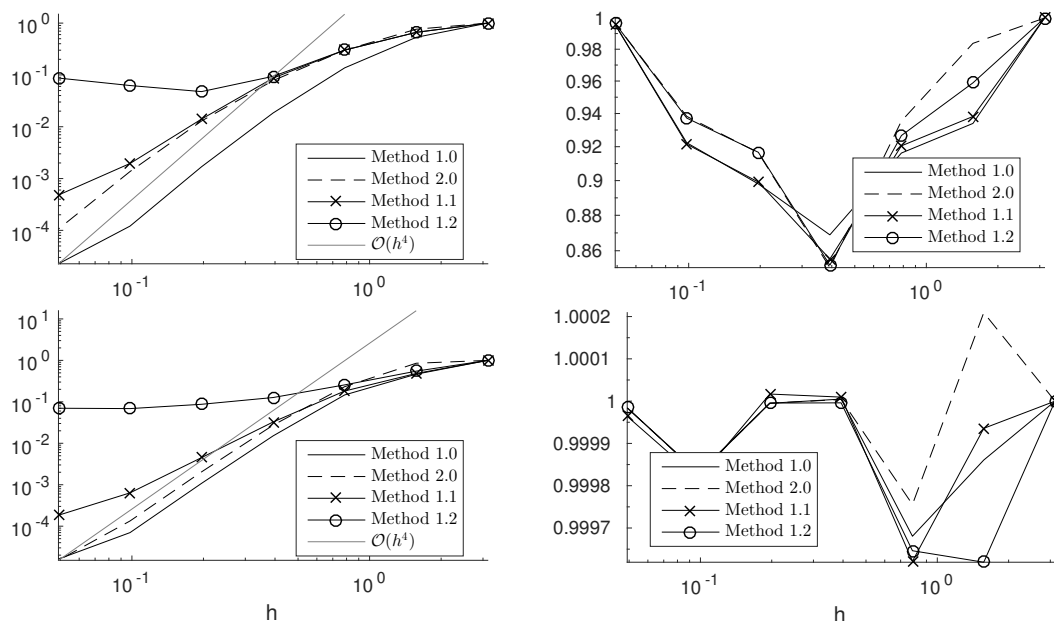 10^0
10^-1
10^-2
10^-3
10^-4
Method 1.0
Method 2.0
Method 1.1
Method 1.2
O(h^4)
10^-1
10^0
1
0.98
0.96
0.94
0.92
0.9
0.88
0.86
Method 1.0
Method 2.0
Method 1.1
Method 1.2
10^-1
10^0
10^1
10^0
10^-1
10^-2
10^-3
10^-4
Method 1.0
Method 2.0
Method 1.1
Method 1.2
O(h^4)
10^-1
10^0
h
1.0002
1.0001
1
0.9999
0.9998
0.9997
Method 1.0
Method 2.0
Method 1.1
Method 1.2
10^-1
10^0
h